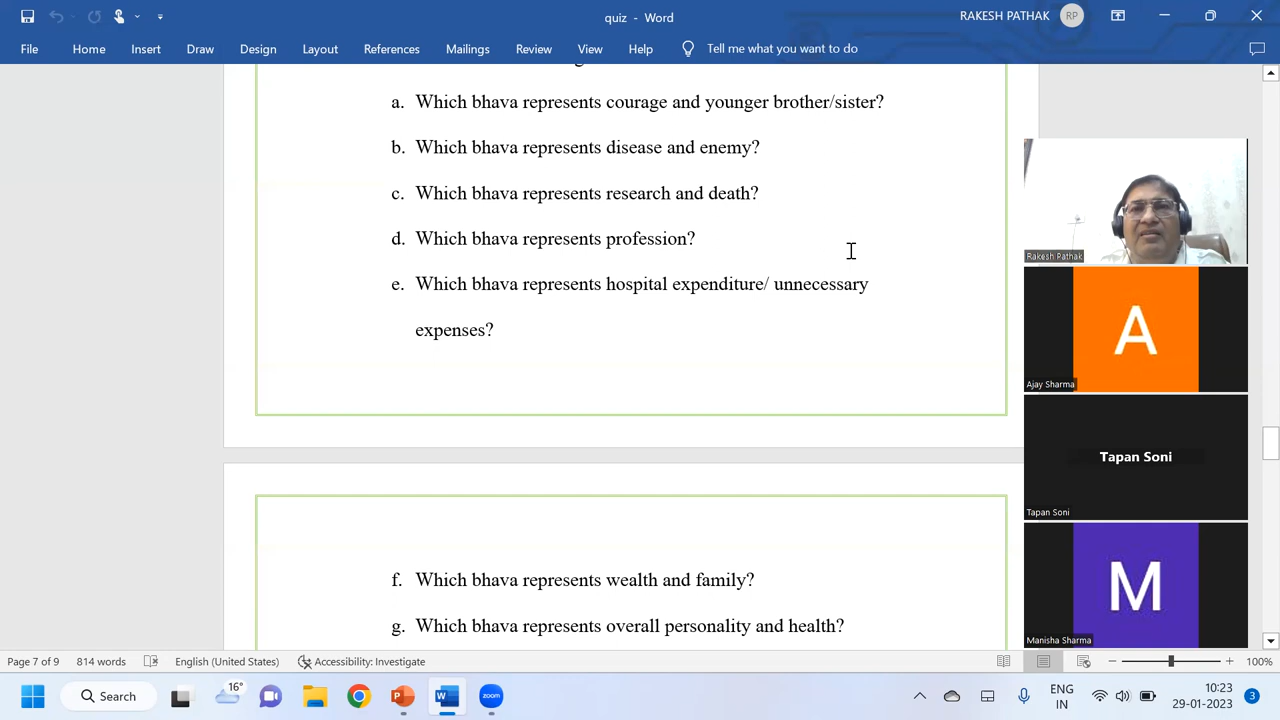 quiz - Word
RAKESH PATHAK
RP
File Home Insert Draw Design Layout References Mailings Review View Help Tell me what you want to do
a. Which bhava represents courage and younger brother/sister?
b. Which bhava represents disease and enemy?
c. Which bhava represents research and death?
d. Which bhava represents profession?
e. Which bhava represents hospital expenditure/ unnecessary
expenses?
f. Which bhava represents wealth and family?
g. Which bhava represents overall personality and health?
Rakesh Pathak
A
Ajay Sharma
Tapan Soni
Tapan Soni
M
Manisha Sharma
Page 7 of 9 814 words English (United States) Accessibility: Investigate 100%
Search
16°
zoom
ENG
IN
10:23
29-01-2023
3